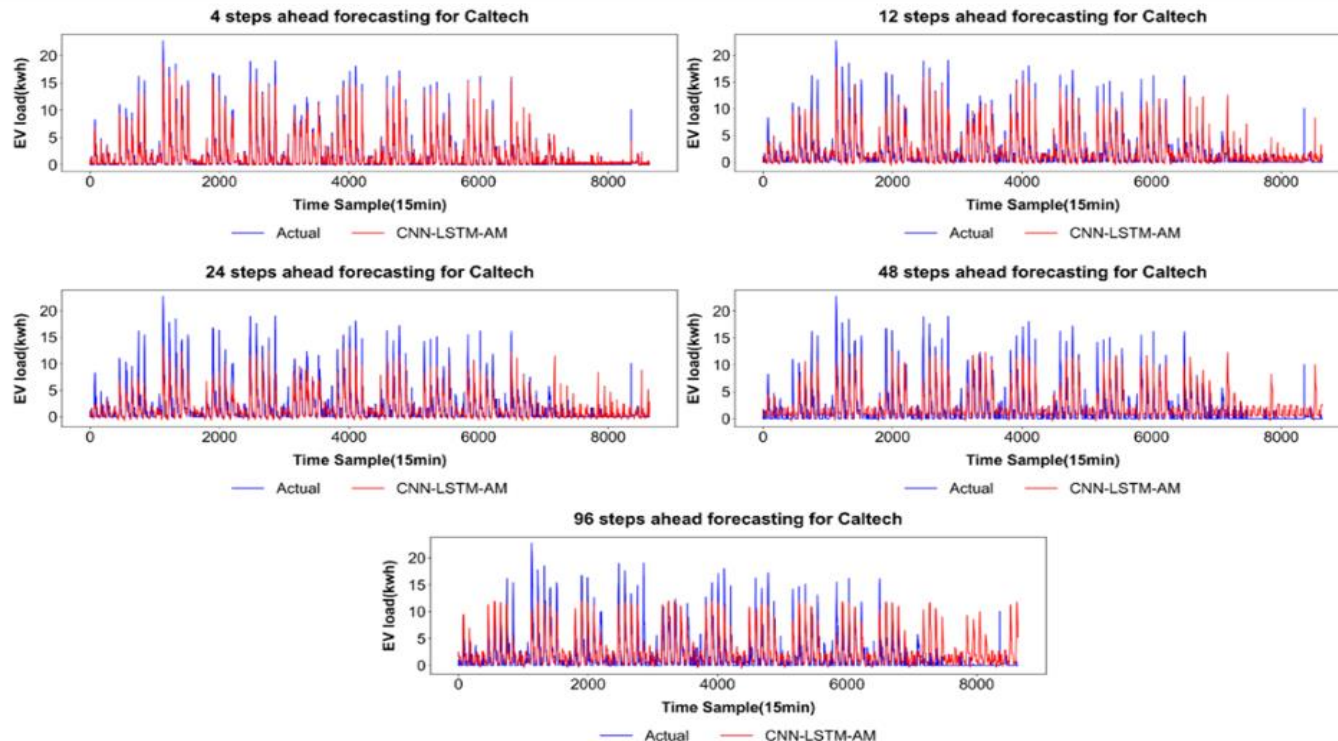 4 steps ahead forecasting for Caltech
EV load(kwh)
20
15
10
5
0
0 2000 4000 6000 8000
Time Sample(15min)
Actual CNN-LSTM-AM
12 steps ahead forecasting for Caltech
EV load(kwh)
20
15
10
5
0
0 2000 4000 6000 8000
Time Sample(15min)
Actual CNN-LSTM-AM
24 steps ahead forecasting for Caltech
EV load(kwh)
20
15
10
5
0
0 2000 4000 6000 8000
Time Sample(15min)
Actual CNN-LSTM-AM
48 steps ahead forecasting for Caltech
EV load(kwh)
20
15
10
5
0
0 2000 4000 6000 8000
Time Sample(15min)
Actual CNN-LSTM-AM
96 steps ahead forecasting for Caltech
EV load(kwh)
20
15
10
5
0
0 2000 4000 6000 8000
Time Sample(15min)
Actual CNN-LSTM-AM